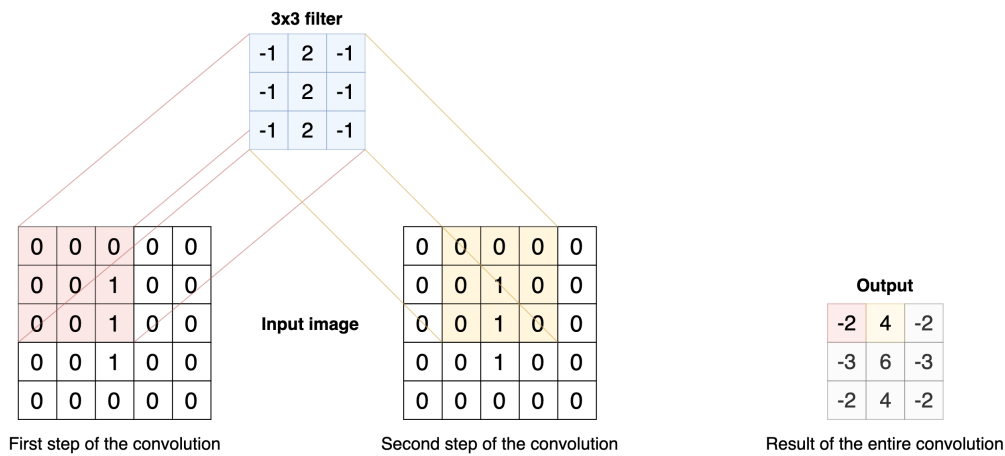 3x3 filter
-1 2 -1
-1 2 -1
-1 2 -1
0 0 0 0 0
0 0 1 0 0
0 0 1 0 0
0 0 1 0 0
0 0 0 0 0
First step of the convolution
Input image
0 0 0 0 0
0 0 1 0 0
0 0 1 0 0
0 0 1 0 0
0 0 0 0 0
Second step of the convolution
Output
-2 4 -2
-3 6 -3
-2 4 -2
Result of the entire convolution